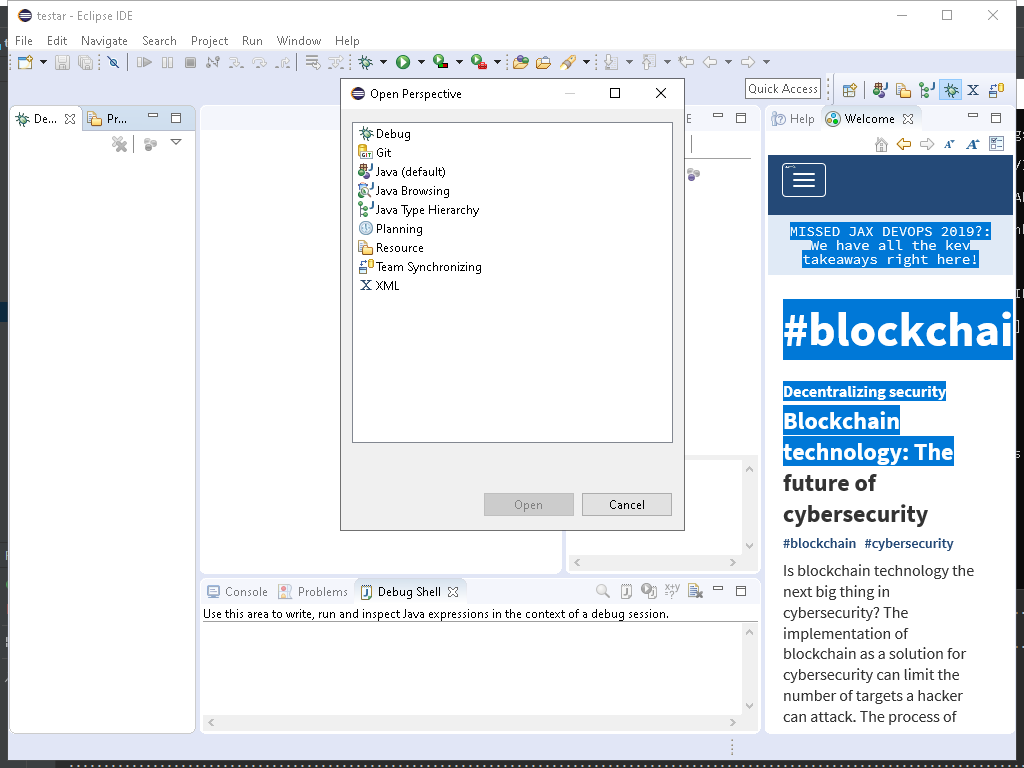 testar - Eclipse IDE
File Edit Navigate Search Project Run Window Help
Quick Access
De... Pr...
Open Perspective
Debug
Git
Java (default)
Java Browsing
Java Type Hierarchy
Planning
Resource
Team Synchronizing
XML
Open Cancel
Help Welcome
MISSED JAX DEVOPS 2019?:
We have all the key
takeaways right here!
#blockchai
Decentralizing security
Blockchain
technology: The
future of
cybersecurity
#blockchain #cybersecurity
Is blockchain technology the
next big thing in
cybersecurity? The
implementation of
blockchain as a solution for
cybersecurity can limit the
number of targets a hacker
can attack. The process of
Console Problems Debug Shell
Use this area to write, run and inspect Java expressions in the context of a debug session.